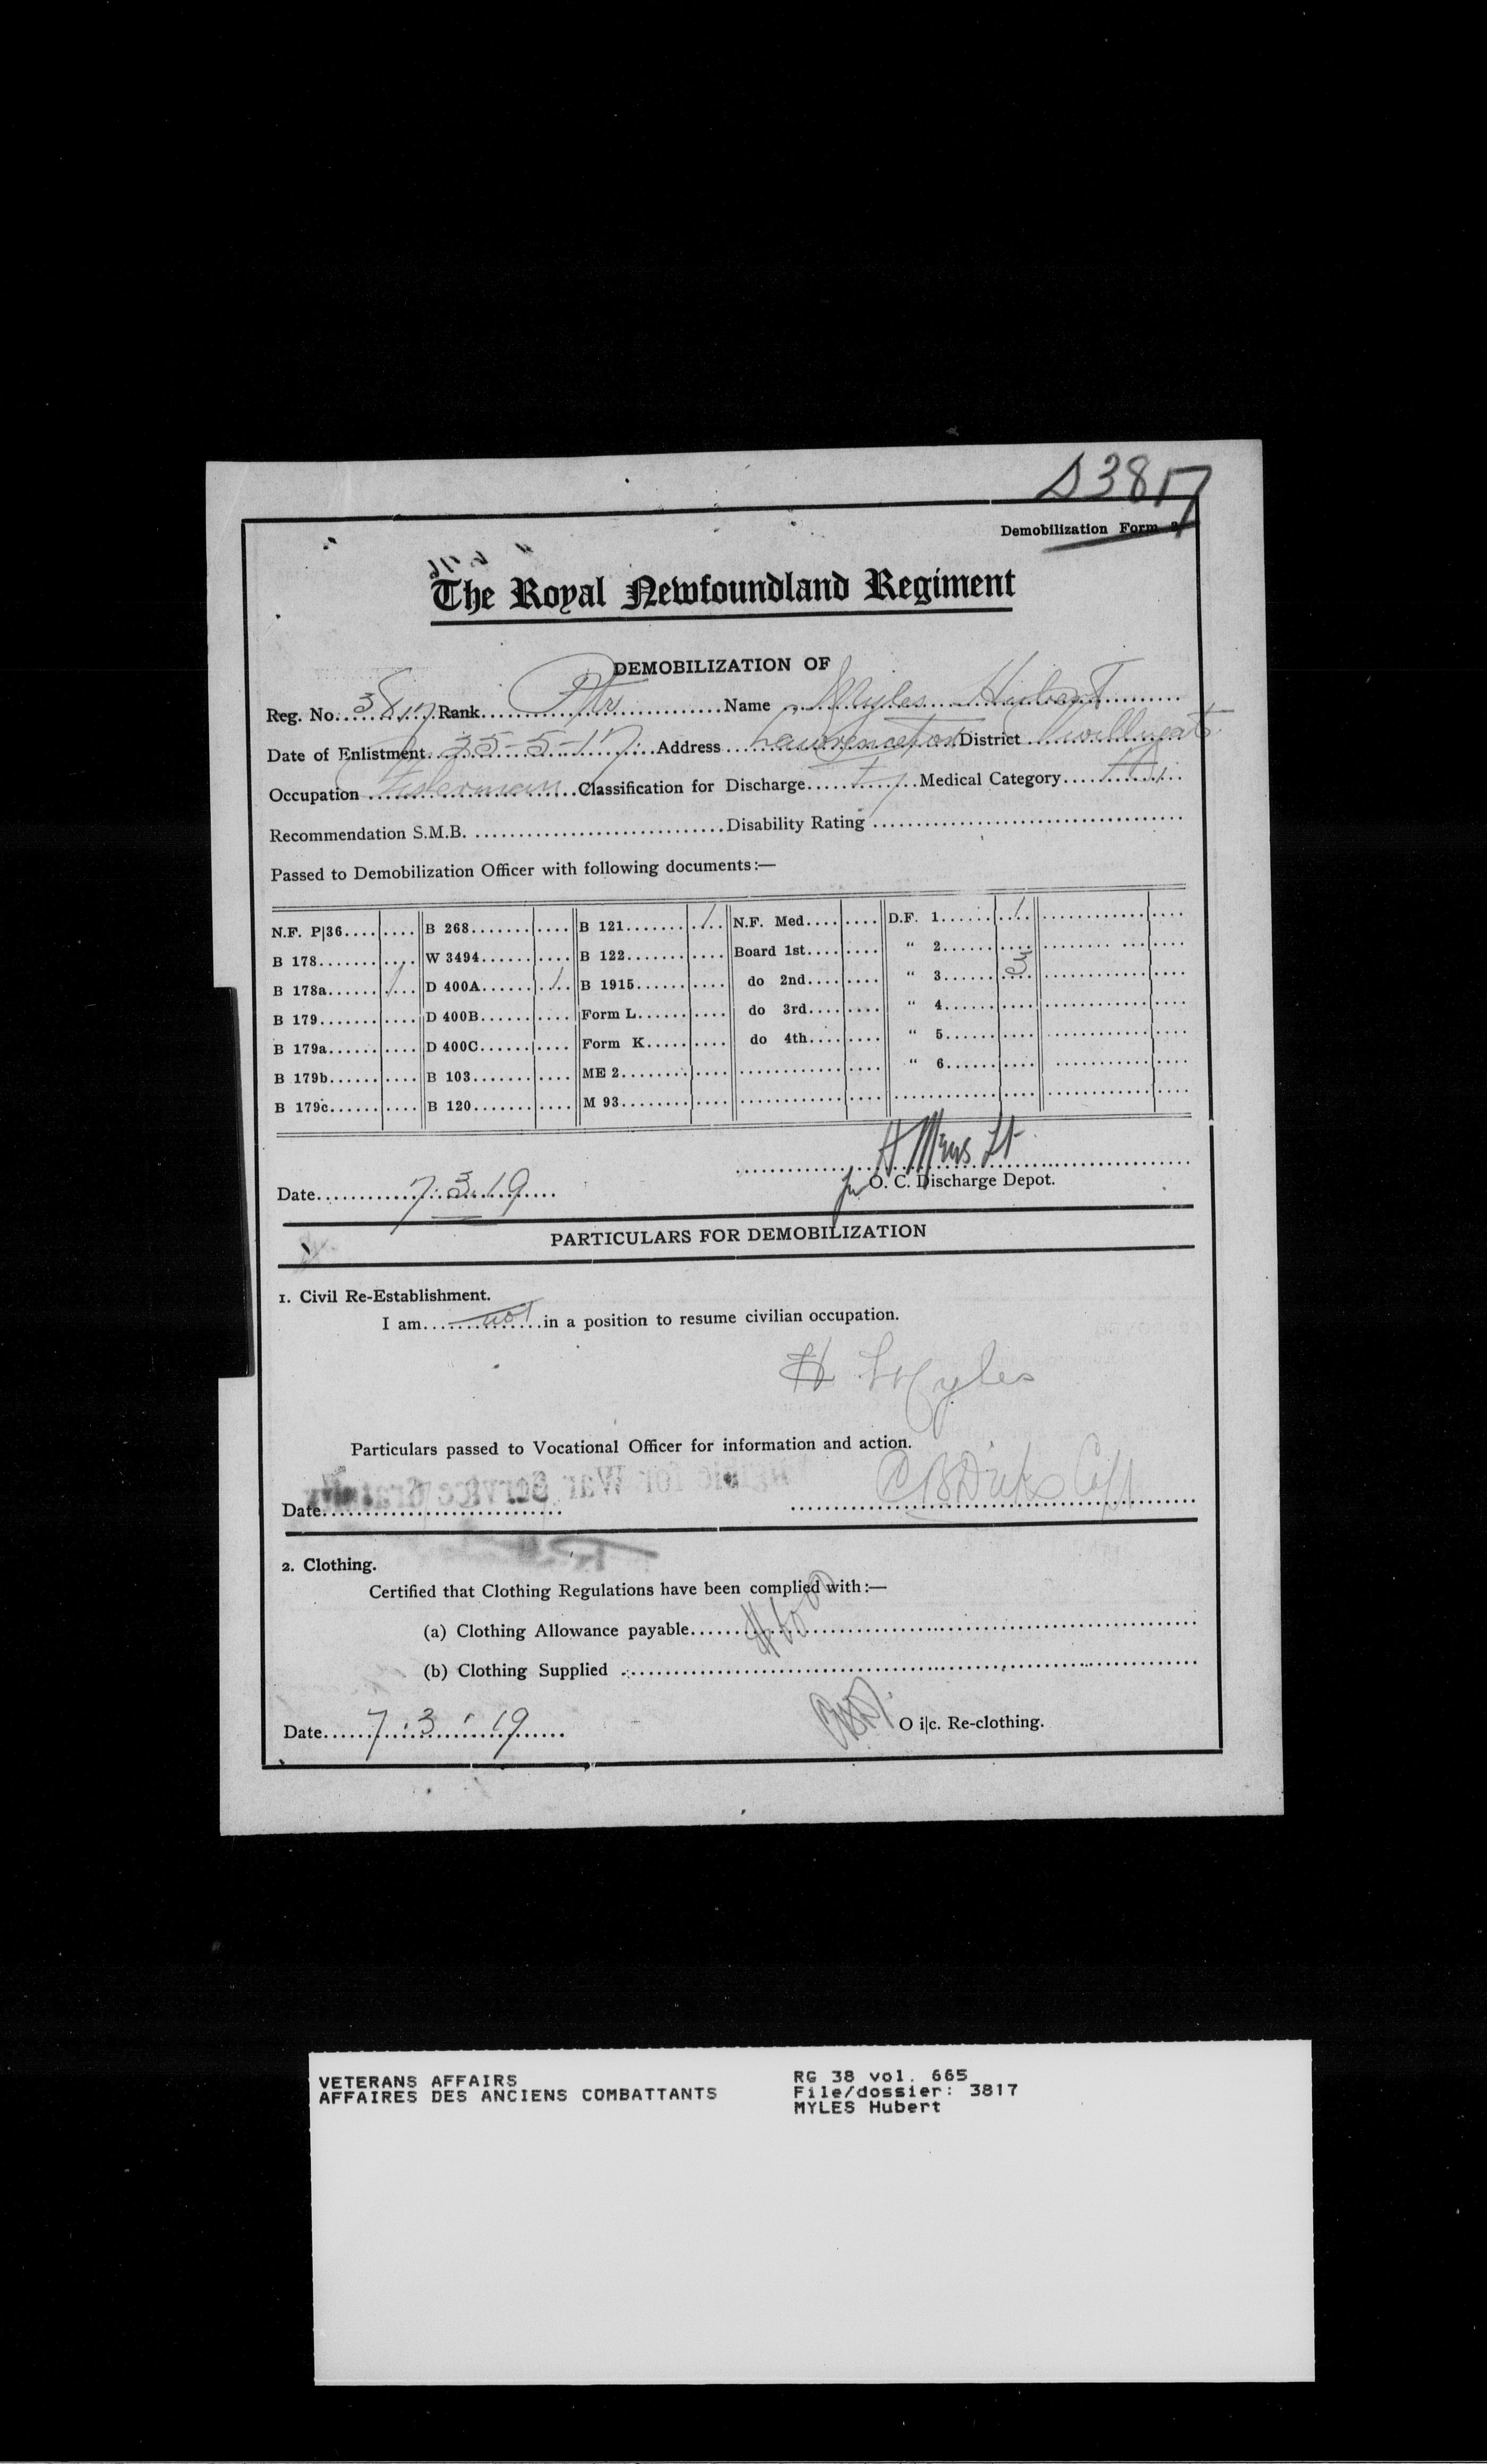 D3817
Demobilization Form 2
The Royal Newfoundland Regiment
DEMOBILIZATION OF
Reg. No. 3817 Rank Pte Name Myles Hubert
Date of Enlistment 25-5-17 Address Lawrenceton District Twillingate
Occupation Fisherman Classification for Discharge Medical Category
Recommendation S.M.B. Disability Rating
Passed to Demobilization Officer with following documents:—
N.F. P|36 B 268 B 121 / N.F. Med. D.F. 1 /
B 178 W 3494 B 122 Board 1st " 2
B 178a / D 400A / B 1915 do 2nd " 3
B 179 D 400B Form L do 3rd " 4
B 179a D 400C Form K do 4th " 5
B 179b B 103 ME 2 " 6
B 179c B 120 M 93
Date 7.3.19 for O. C. Discharge Depot.
PARTICULARS FOR DEMOBILIZATION
1. Civil Re-Establishment.
I am not in a position to resume civilian occupation.
H Myles
Particulars passed to Vocational Officer for information and action.
Date
2. Clothing.
Certified that Clothing Regulations have been complied with:—
(a) Clothing Allowance payable
(b) Clothing Supplied
Date 7.3.19 O i|c. Re-clothing.
VETERANS AFFAIRS
AFFAIRES DES ANCIENS COMBATTANTS
RG 38 vol. 665
File/dossier: 3817
MYLES Hubert